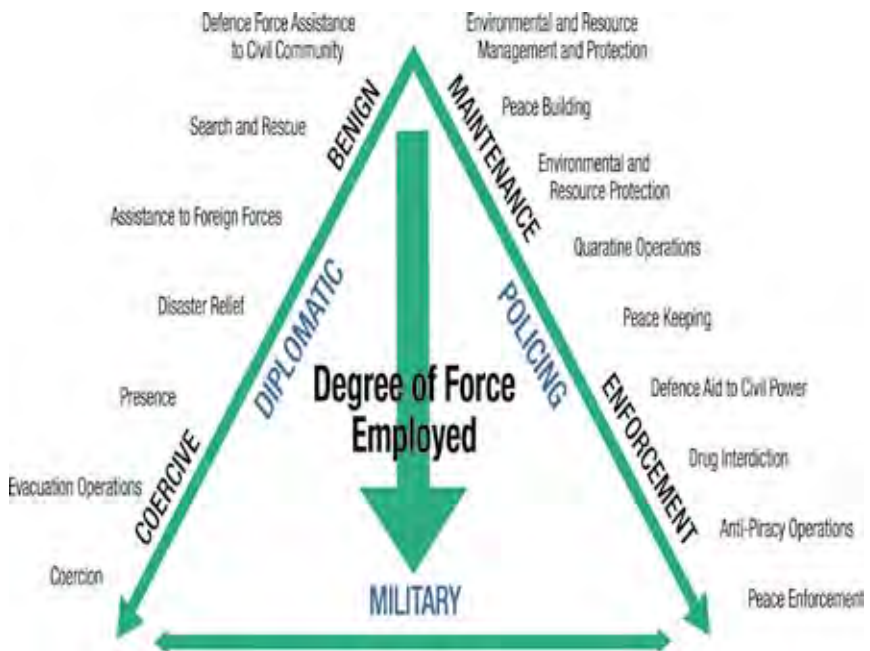 Defence Force Assistance
to Civil Community
Search and Rescue
Assistance to Foreign Forces
Disaster Relief
Presence
Evacuation Operations
Coercion
BENIGN
DIPLOMATIC
COERCIVE
Degree of Force
Employed
MILITARY
MAINTENANCE
POLICING
ENFORCEMENT
Environmental and Resource
Management and Protection
Peace Building
Environmental and
Resource Protection
Quaratine Operations
Peace Keeping
Defence Aid to Civil Power
Drug Interdiction
Anti-Piracy Operations
Peace Enforcement